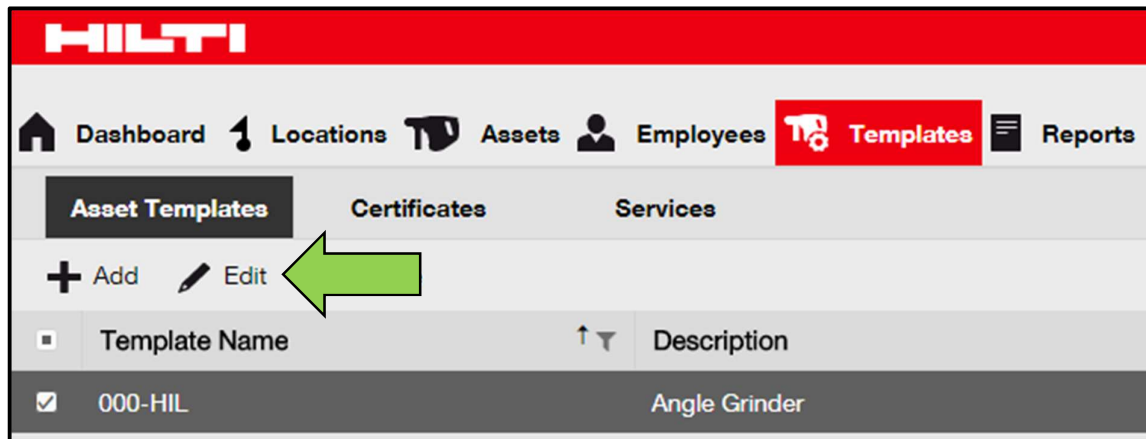 HILTI
Dashboard Locations Assets Employees Templates Reports
Asset Templates Certificates Services
Add Edit
Template Name Description
000-HIL Angle Grinder